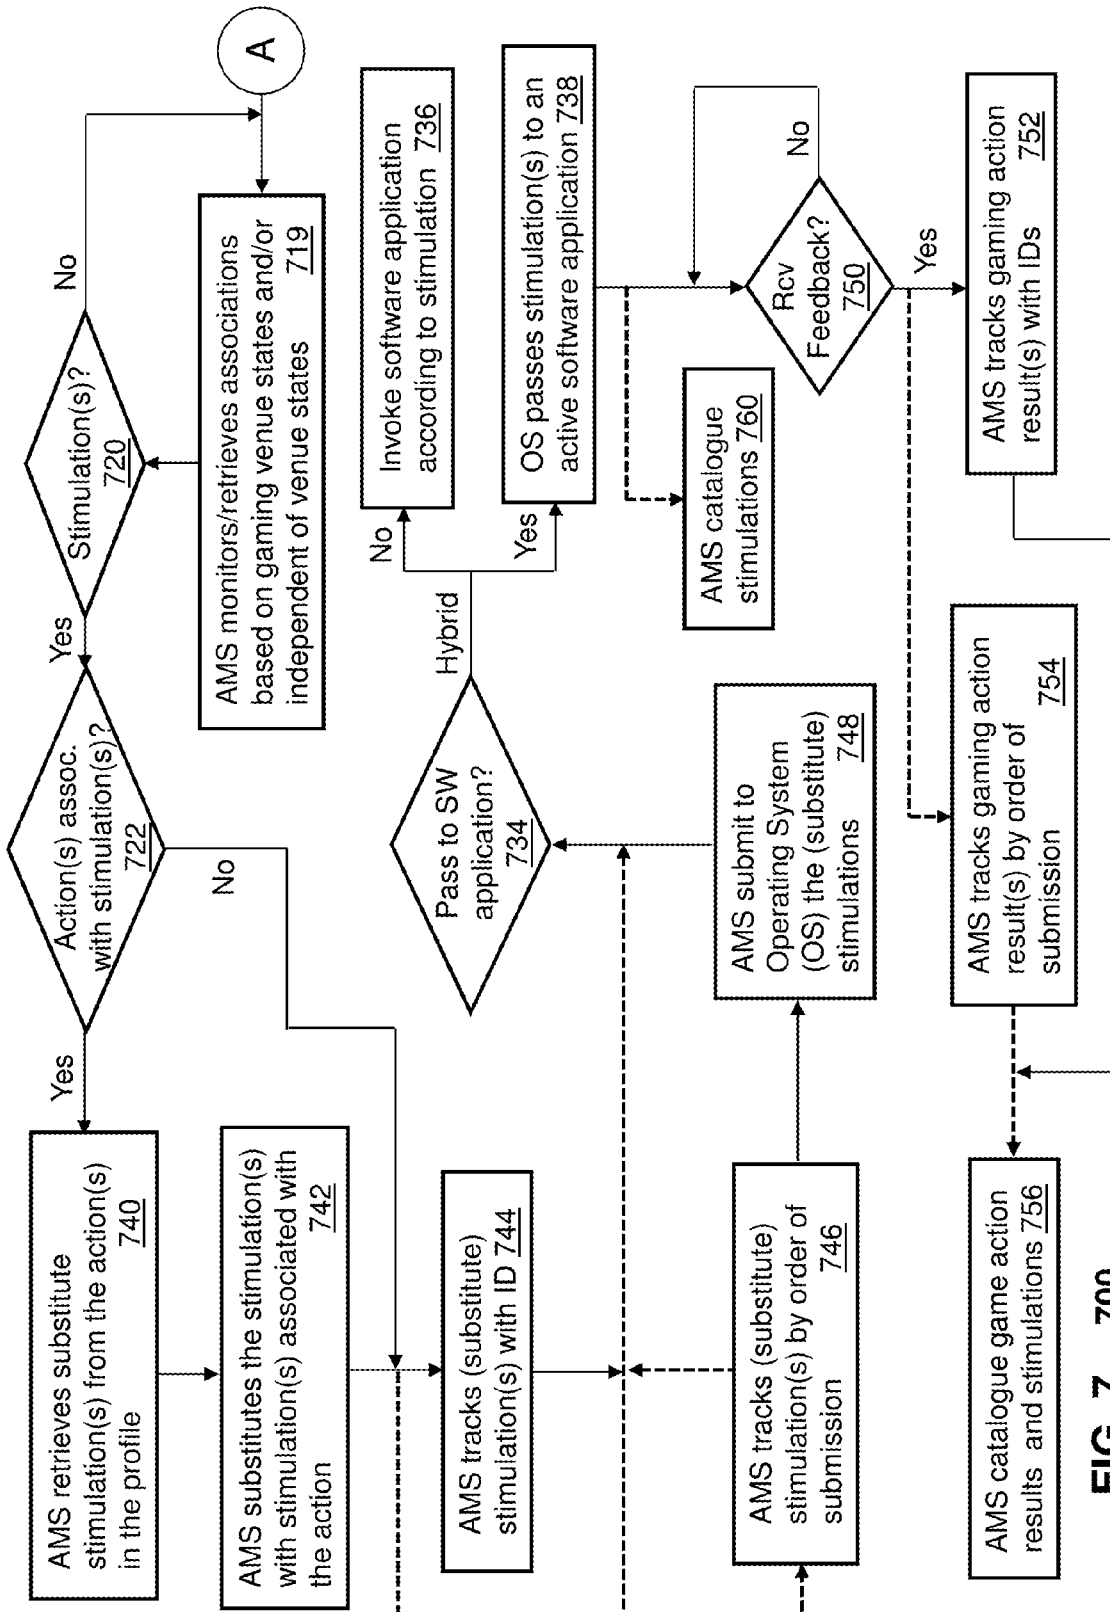 AMS retrieves substitute
stimulation(s) from the action(s)
in the profile
740
Yes
Action(s) assoc.
with stimulation(s)?
722
Yes
Stimulation(s)?
720
No
A
AMS monitors/retrieves associations
based on gaming venue states and/or
independent of venue states
719
No
AMS substitutes the stimulation(s)
with stimulation(s) associated with
the action
742
AMS tracks (substitute)
stimulation(s) with ID 744
Pass to SW
application?
734
Hybrid
No
Yes
Invoke software application
according to stimulation 736
OS passes stimulation(s) to an
active software application 738
AMS tracks (substitute)
stimulation(s) by order of
submission
746
AMS submit to
Operating System
(OS) the (substitute)
stimulations
748
AMS catalogue
stimulations 760
Rcv
Feedback?
750
No
Yes
AMS catalogue game action
results and stimulations 756
AMS tracks gaming action
result(s) by order of
submission
754
AMS tracks gaming action
result(s) with IDs
752
FIG. 7 700